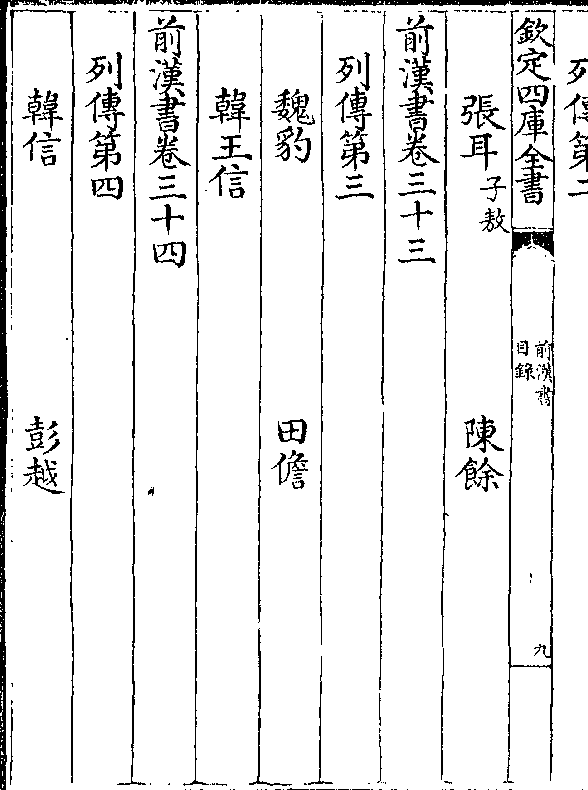 列傳第二
欽定四庫全書
前漢書
目錄
九
張耳 子敖 陳餘
前漢書卷三十三
列傳第三
魏豹 田儋
韓王信
前漢書卷三十四
列傳第四
韓信 彭越